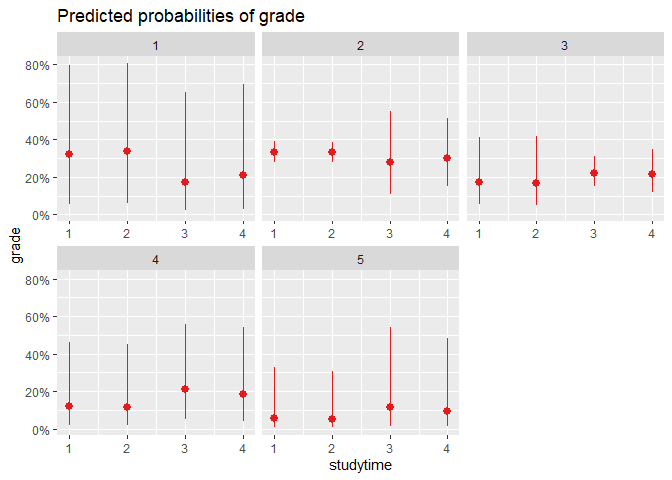 Predicted probabilities of grade
1 2 3
80%
60%
40%
20%
0%
1 2 3 4 1 2 3 4 1 2 3 4
grade
4 5
80%
60%
40%
20%
0%
1 2 3 4 1 2 3 4
studytime